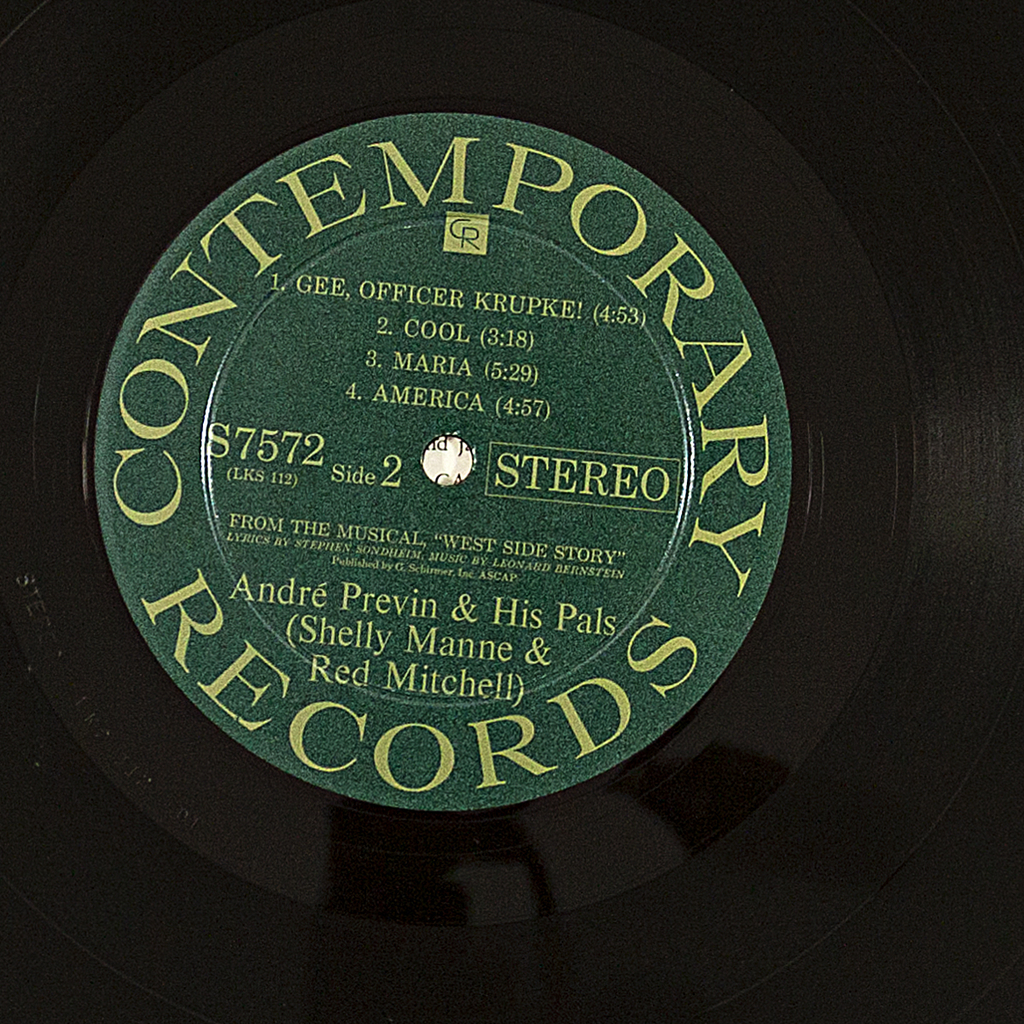 CONTEMPORARY
CR
1. GEE, OFFICER KRUPKE! (4:53)
2. COOL (3:18)
3. MARIA (5:29)
4. AMERICA (4:57)
S7572
(LKS 112)
Side 2
STEREO
FROM THE MUSICAL, "WEST SIDE STORY"
LYRICS BY STEPHEN SONDHEIM, MUSIC BY LEONARD BERNSTEIN
Published by G. Schirmer, Inc. ASCAP
André Previn & His Pals
(Shelly Manne &
Red Mitchell)
RECORDS